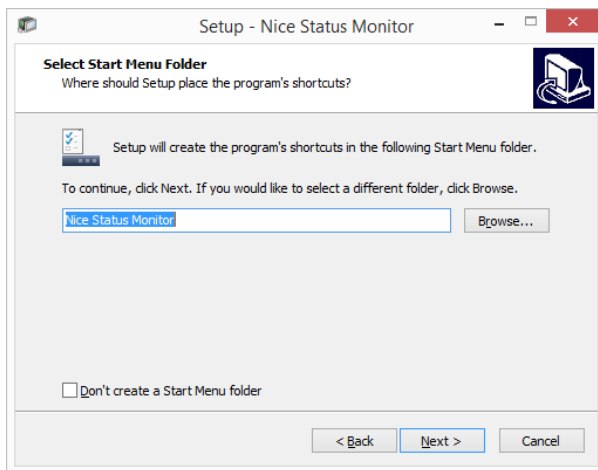 Setup - Nice Status Monitor
Select Start Menu Folder
Where should Setup place the program's shortcuts?
Setup will create the program's shortcuts in the following Start Menu folder.
To continue, click Next. If you would like to select a different folder, click Browse.
Nice Status Monitor
Browse...
Don't create a Start Menu folder
< Back
Next >
Cancel